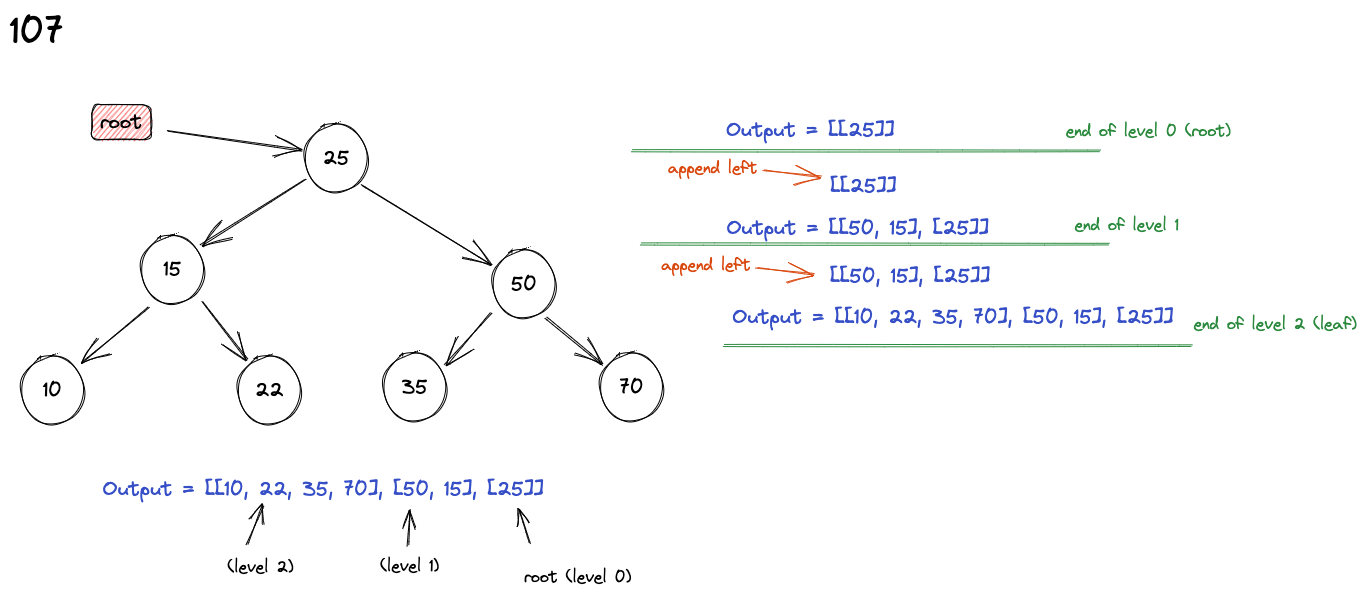 107
root
25
15
50
10
22
35
70
Output = [[25]]
end of level 0 (root)
append left
[[25]]
Output = [[50, 15], [25]]
end of level 1
append left
[[50, 15], [25]]
Output = [[10, 22, 35, 70], [50, 15], [25]]
end of level 2 (leaf)
Output = [[10, 22, 35, 70], [50, 15], [25]]
(level 2)
(level 1)
root (level 0)